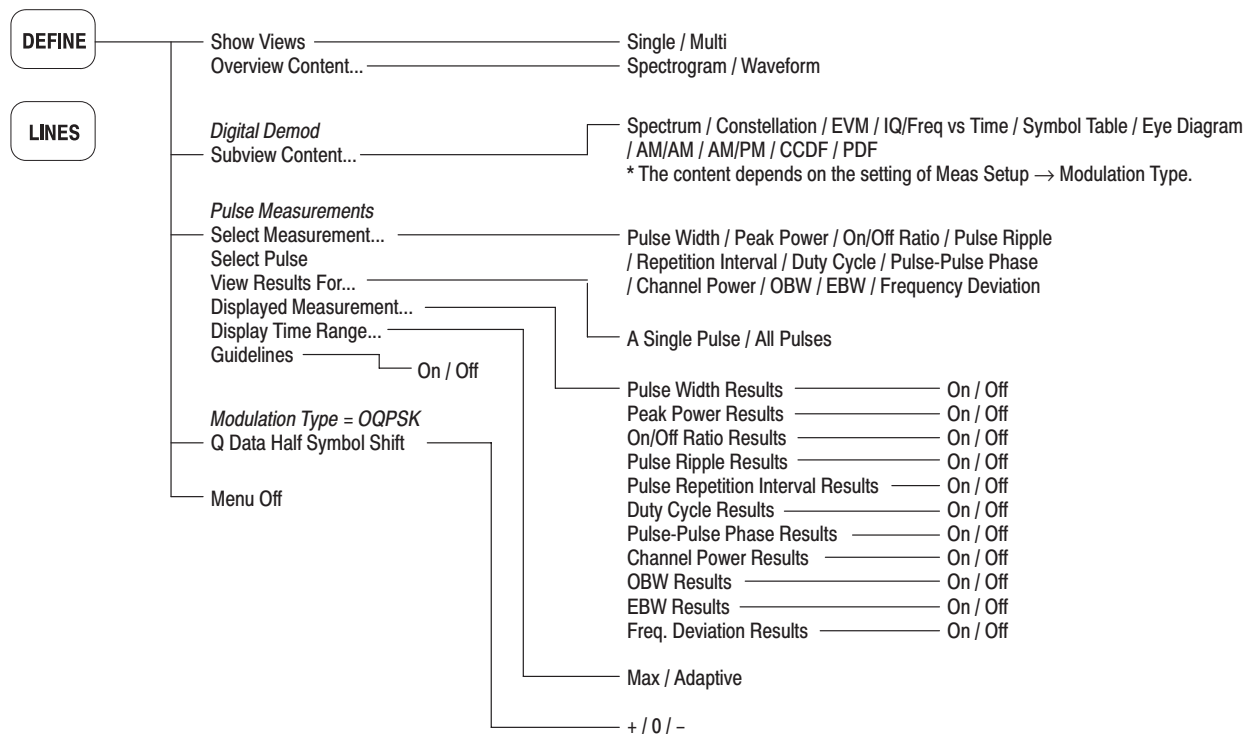 DEFINE
Show Views Single / Multi
Overview Content... Spectrogram / Waveform
LINES
Digital Demod
Subview Content...
Spectrum / Constellation / EVM / IQ/Freq vs Time / Symbol Table / Eye Diagram
/ AM/AM / AM/PM / CCDF / PDF
* The content depends on the setting of Meas Setup → Modulation Type.
Pulse Measurements
Select Measurement...
Pulse Width / Peak Power / On/Off Ratio / Pulse Ripple
/ Repetition Interval / Duty Cycle / Pulse-Pulse Phase
/ Channel Power / OBW / EBW / Frequency Deviation
Select Pulse
View Results For...
A Single Pulse / All Pulses
Displayed Measurement...
Display Time Range...
Guidelines
On / Off
Pulse Width Results On / Off
Peak Power Results On / Off
On/Off Ratio Results On / Off
Pulse Ripple Results On / Off
Pulse Repetition Interval Results On / Off
Duty Cycle Results On / Off
Pulse-Pulse Phase Results On / Off
Channel Power Results On / Off
OBW Results On / Off
EBW Results On / Off
Freq. Deviation Results On / Off
Max / Adaptive
Modulation Type = OQPSK
Q Data Half Symbol Shift
+ / 0 / –
Menu Off